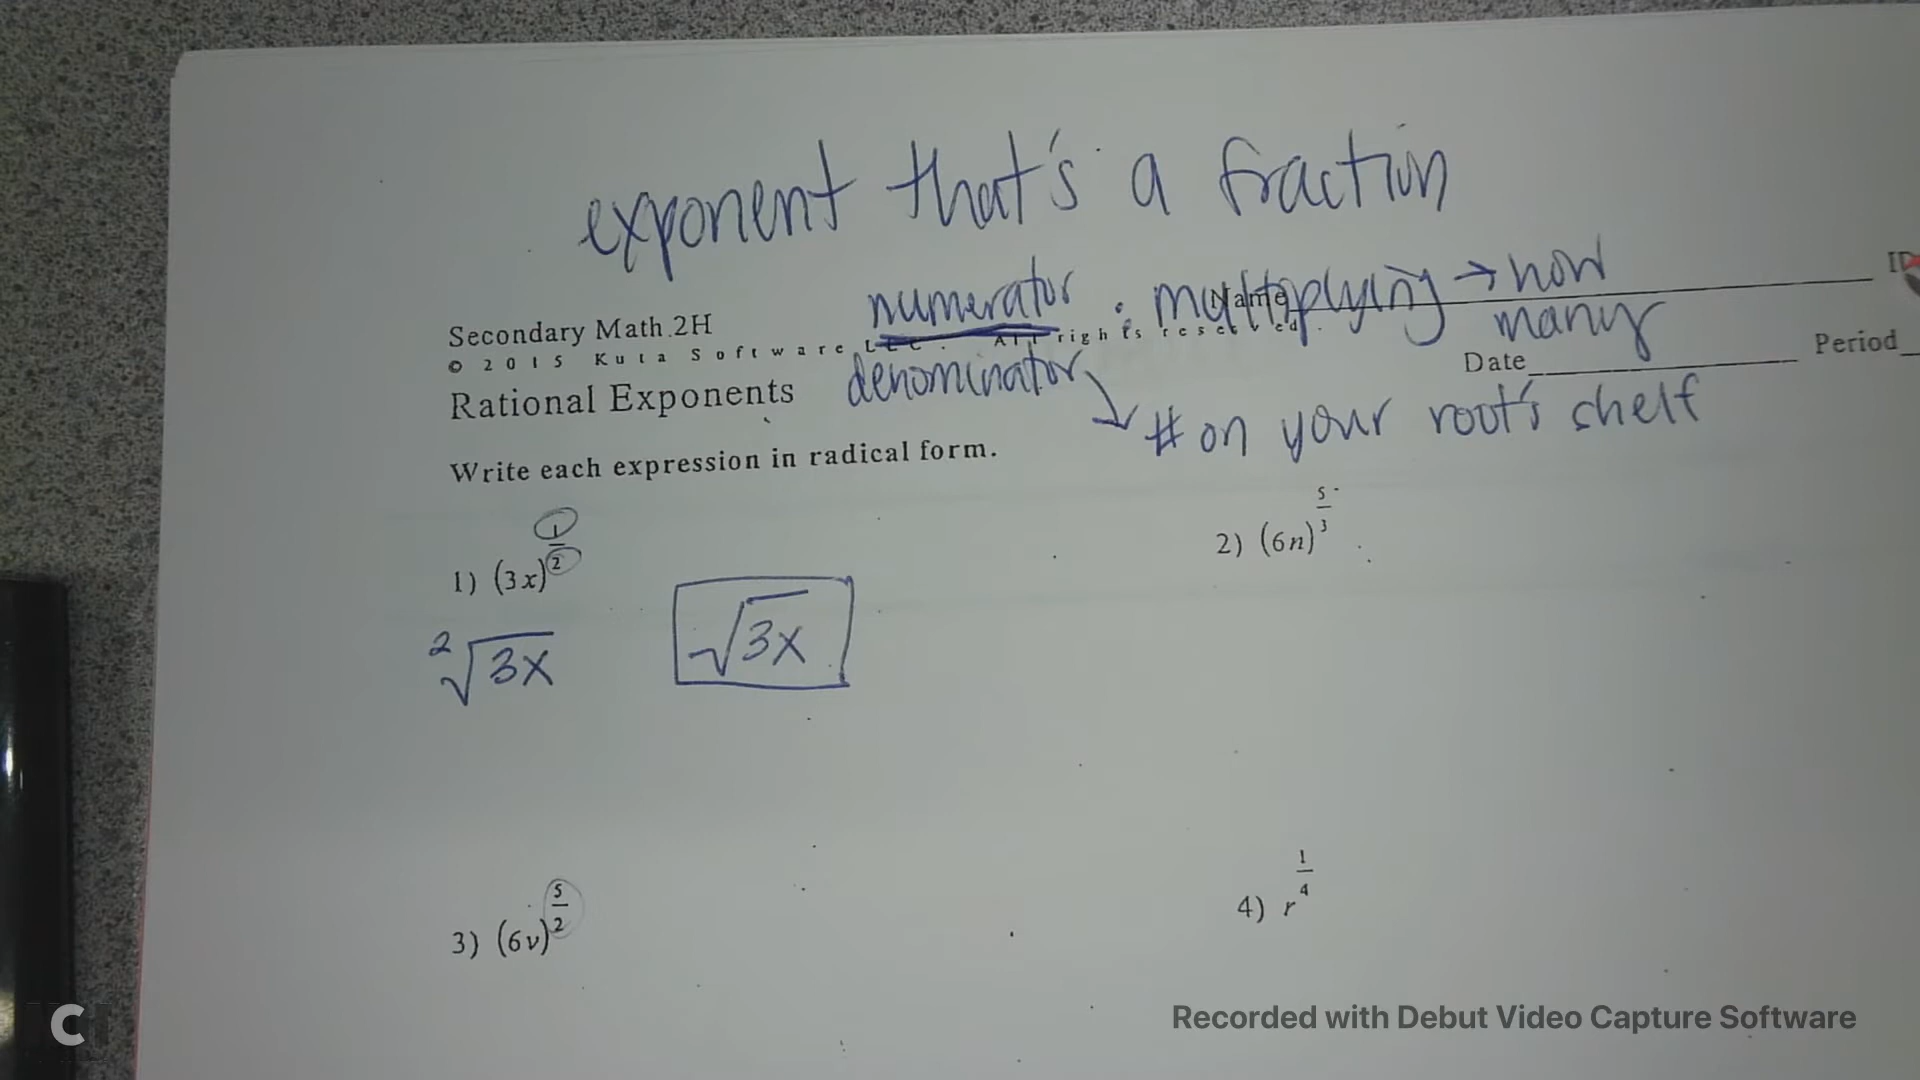 exponent that's a fraction
numerator : multiplying → how many
Secondary Math 2H
Name
ID
© 2015 Kuta Software LLC. All rights reserved.
Date Period
Rational Exponents
denominator
# on your root's shelf
Write each expression in radical form.
1) (3x)^(1/2)
2) (6n)^(5/3)
²√3x
√3x
3) (6v)^(5/2)
4) r^(1/4)
Recorded with Debut Video Capture Software